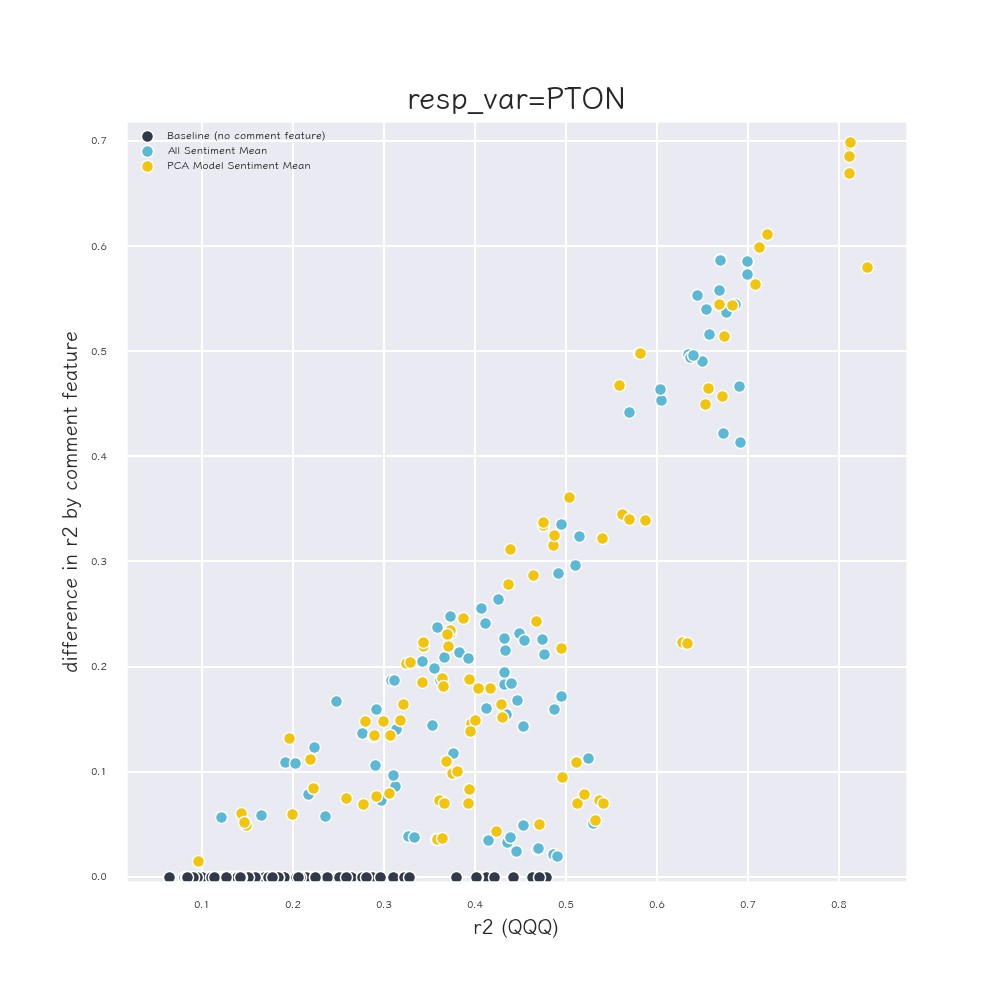 resp_var=PTON
Baseline (no comment feature)
All Sentiment Mean
PCA Model Sentiment Mean
difference in r2 by comment feature
0.7
0.6
0.5
0.4
0.3
0.2
0.1
0.0
0.1 0.2 0.3 0.4 0.5 0.6 0.7 0.8
r2 (QQQ)